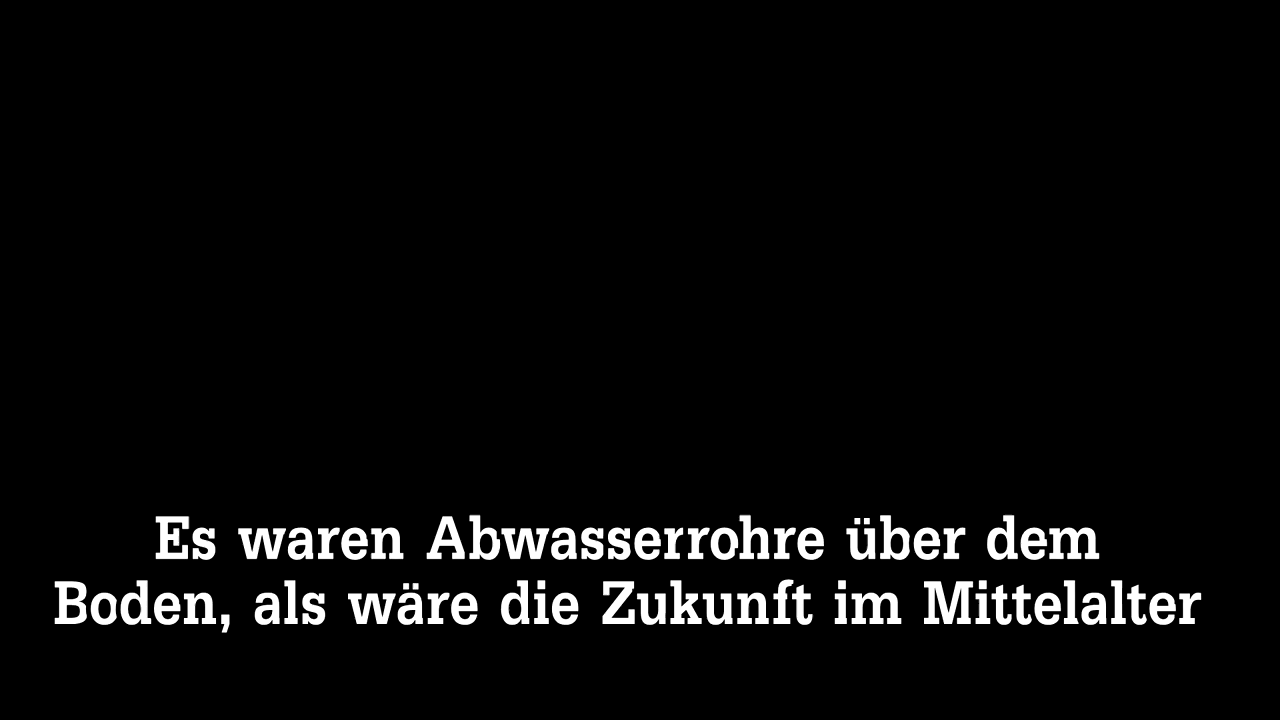 Es waren Abwasserrohre über dem
Boden, als wäre die Zukunft im Mittelalter